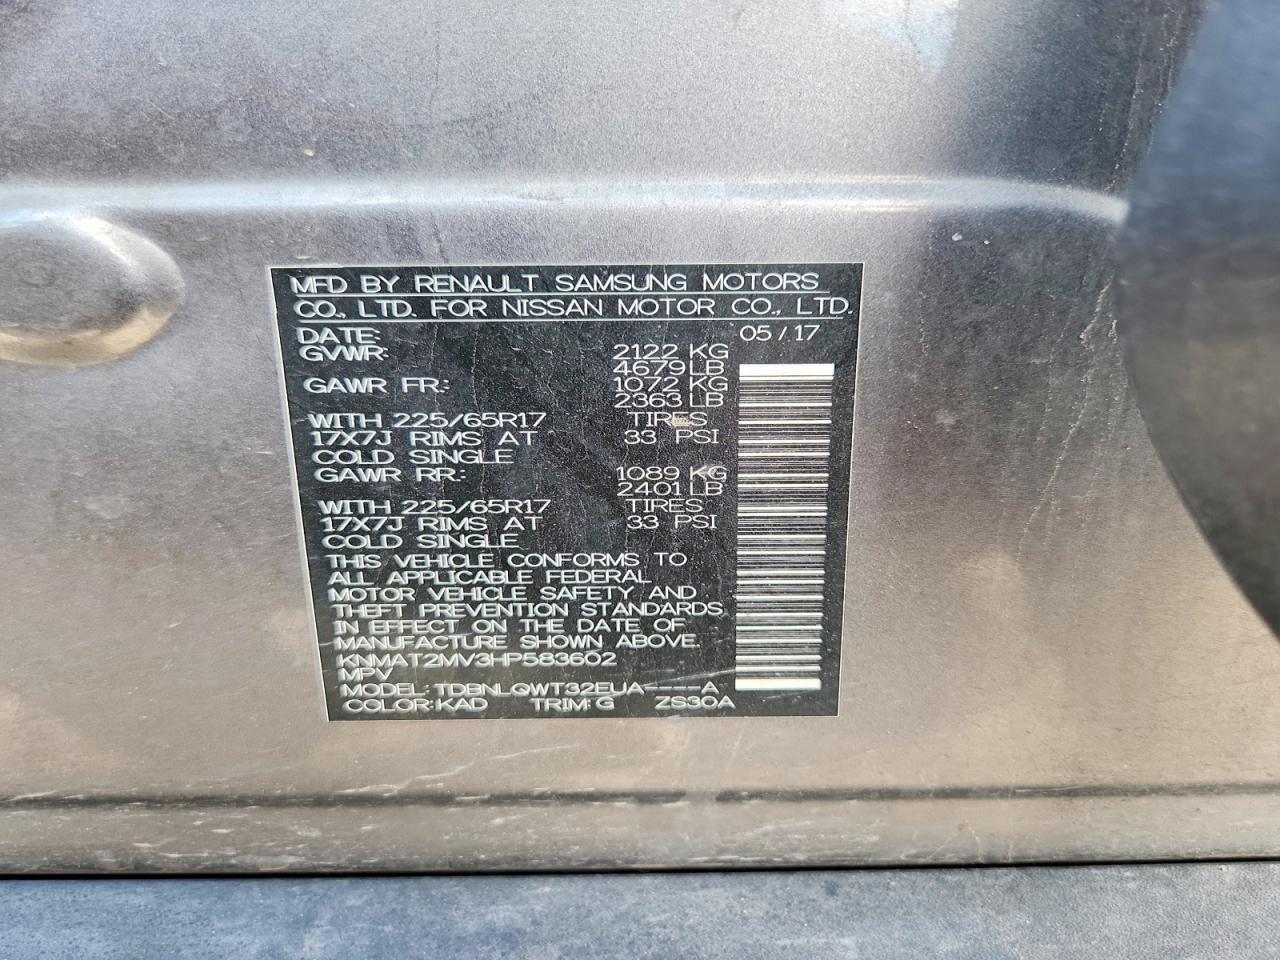 MFD BY RENAULT SAMSUNG MOTORS
CO., LTD. FOR NISSAN MOTOR CO., LTD.
DATE: 05/17
GVWR: 2122 KG
4679 LB
GAWR FR.: 1072 KG
2363 LB
WITH 225/65R17 TIRES
17X7J RIMS AT 33 PSI
COLD SINGLE
GAWR RR.: 1089 KG
2401 LB
WITH 225/65R17 TIRES
17X7J RIMS AT 33 PSI
COLD SINGLE
THIS VEHICLE CONFORMS TO
ALL APPLICABLE FEDERAL
MOTOR VEHICLE SAFETY AND
THEFT PREVENTION STANDARDS
IN EFFECT ON THE DATE OF
MANUFACTURE SHOWN ABOVE.
KNMAT2MV3HP583602
MPV
MODEL: TDBNLQWT32EUA----A
COLOR: KAD TRIM: G ZS30A